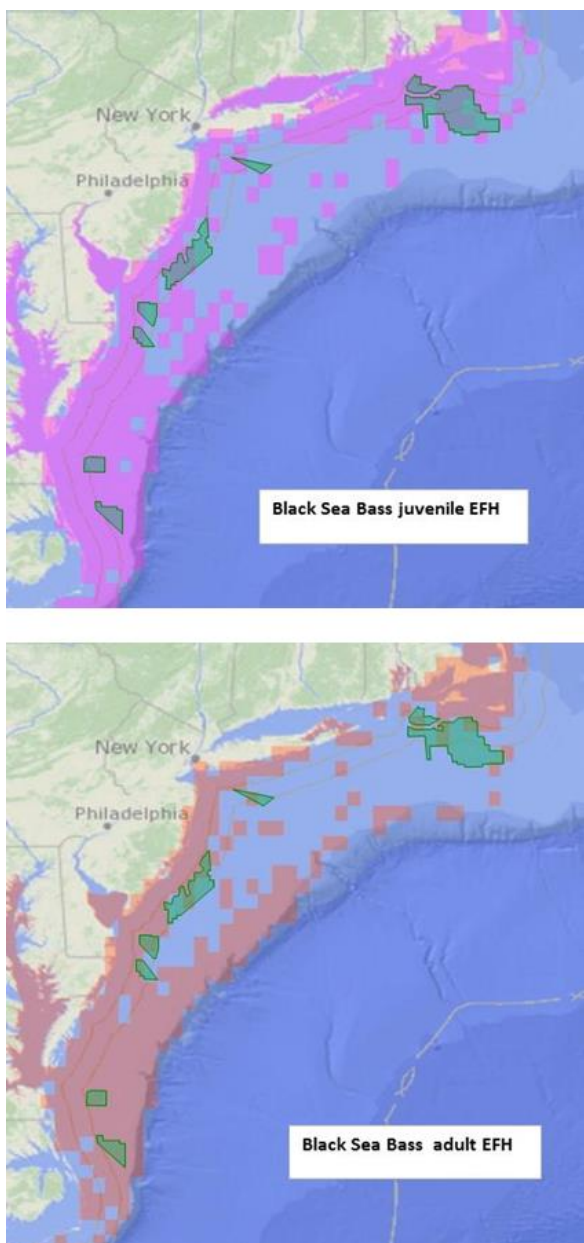 New York
Philadelphia
Black Sea Bass juvenile EFH
New York
Philadelphia
Black Sea Bass  adult EFH